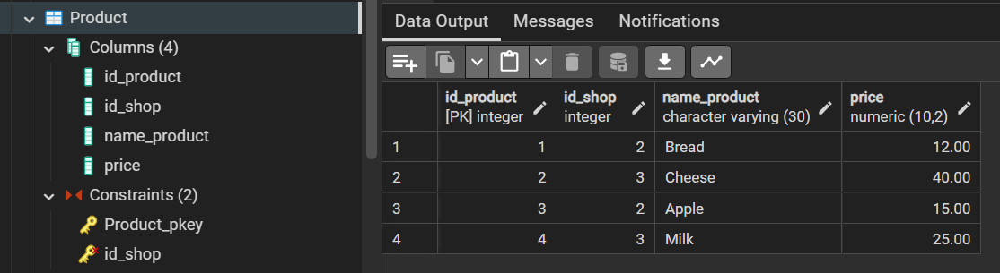 Product
Columns (4)
id_product
id_shop
name_product
price
Constraints (2)
Product_pkey
id_shop
Data Output Messages Notifications
id_product id_shop name_product price
[PK] integer integer character varying (30) numeric (10,2)
1 1 2 Bread 12.00
2 2 3 Cheese 40.00
3 3 2 Apple 15.00
4 4 3 Milk 25.00